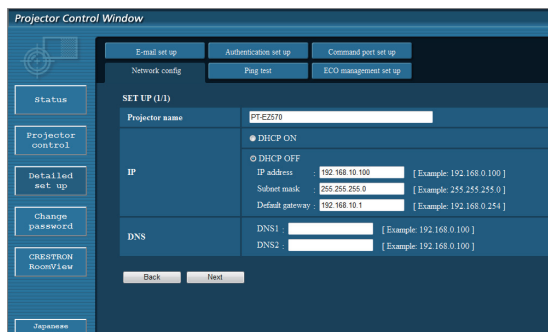 Projector Control Window
E-mail set up
Authentication set up
Command port set up
Network config
Ping test
ECO management set up
Status
Projector
control
Detailed
set up
Change
password
CRESTRON
RoomView
Japanese
SET UP (1/1)
Projector name PT-EZ570
IP
DHCP ON
DHCP OFF
IP address : 192.168.10.100 [ Example: 192.168.0.100 ]
Subnet mask : 255.255.255.0 [ Example: 255.255.255.0 ]
Default gateway : 192.168.10.1 [ Example: 192.168.0.254 ]
DNS
DNS1 : [ Example: 192.168.0.100 ]
DNS2 : [ Example: 192.168.0.100 ]
Back Next